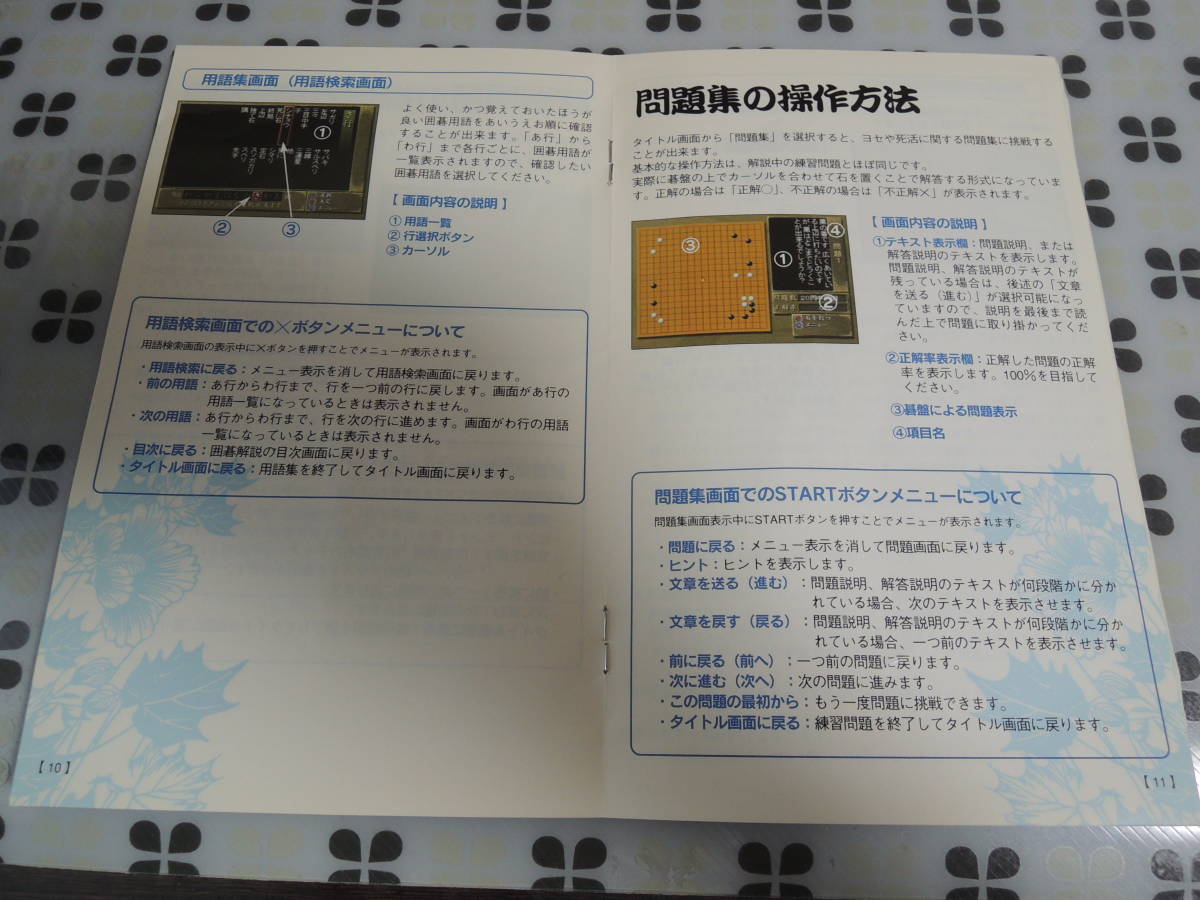 用語集画面（用語検索画面）
よく使い、かつ覚えておいたほうが
良い囲碁用語をあいうえお順に確認
することが出来ます。「あ行」から
「わ行」まで各行ごとに、囲碁用語が
一覧表示されますので、確認したい
囲碁用語を選択してください。
①
②
③
【 画面内容の説明 】
① 用語一覧
② 行選択ボタン
③ カーソル
用語検索画面での×ボタンメニューについて
用語検索画面の表示中に×ボタンを押すことでメニューが表示されます。
・用語検索に戻る：メニュー表示を消して用語検索画面に戻ります。
・前の用語：あ行からわ行まで、行を一つ前の行に戻します。画面があ行の
用語一覧になっているときは表示されません。
・次の用語：あ行からわ行まで、行を次の行に進めます。画面がわ行の用語
一覧になっているときは表示されません。
・目次に戻る：囲碁解説の目次画面に戻ります。
・タイトル画面に戻る：用語集を終了してタイトル画面に戻ります。
【 10 】
問題集の操作方法
タイトル画面から「問題集」を選択すると、ヨセや死活に関する問題集に挑戦する
ことが出来ます。
基本的な操作方法は、解説中の練習問題とほぼ同じです。
実際に碁盤の上でカーソルを合わせて石を置くことで解答する形式になっていま
す。正解の場合は「正解○」、不正解の場合は「不正解×」が表示されます。
③
①
④
②
【 画面内容の説明 】
①テキスト表示欄：問題説明、または
解答説明のテキストを表示します。
問題説明、解答説明のテキストが
残っている場合は、後述の「文章
を送る（進む）」が選択可能になっ
ていますので、説明を最後まで読
んだ上で問題に取り掛かってくだ
さい。
②正解率表示欄：正解した問題の正解
率を表示します。100％を目指して
ください。
③碁盤による問題表示
④項目名
問題集画面でのSTARTボタンメニューについて
問題集画面表示中にSTARTボタンを押すことでメニューが表示されます。
・問題に戻る：メニュー表示を消して問題画面に戻ります。
・ヒント：ヒントを表示します。
・文章を送る（進む）：問題説明、解答説明のテキストが何段階かに分か
れている場合、次のテキストを表示させます。
・文章を戻す（戻る）：問題説明、解答説明のテキストが何段階かに分か
れている場合、一つ前のテキストを表示させます。
・前に戻る（前へ）：一つ前の問題に戻ります。
・次に進む（次へ）：次の問題に進みます。
・この問題の最初から：もう一度問題に挑戦できます。
・タイトル画面に戻る：練習問題を終了してタイトル画面に戻ります。
【 11 】